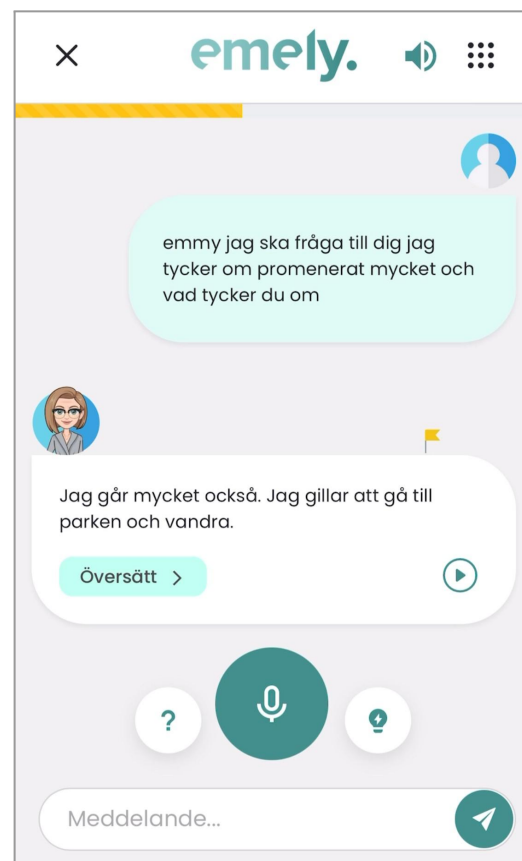 emely.
emmy jag ska fråga till dig jag
tycker om promenerat mycket och
vad tycker du om
Jag går mycket också. Jag gillar att gå till
parken och vandra.
Översätt >
?
Meddelande...